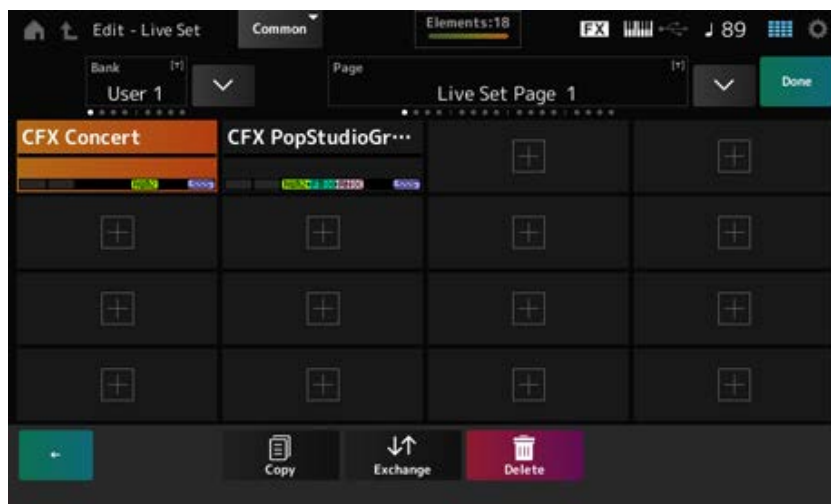 Edit - Live Set
Common
Elements:18
FX
89
Bank
[T]
User 1
Page
[T]
Live Set Page 1
Done
CFX Concert
CFX PopStudioGr…
Copy
Exchange
Delete